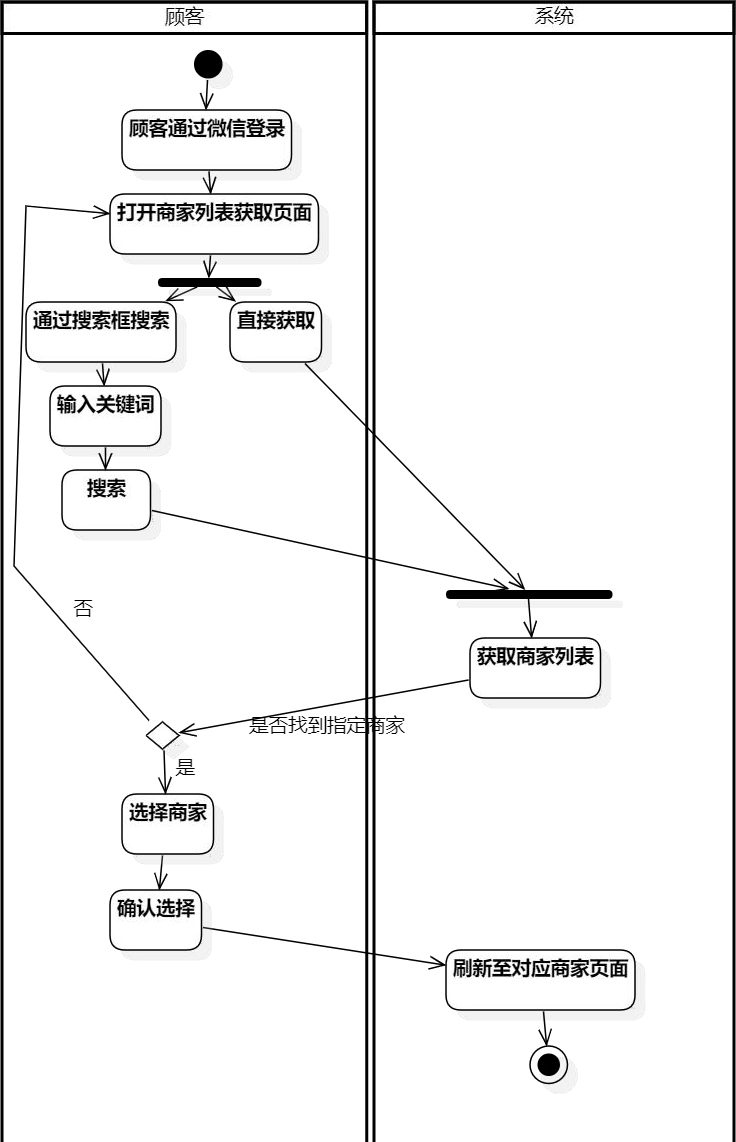 顾客
系统
顾客通过微信登录
打开商家列表获取页面
通过搜索框搜索
直接获取
输入关键词
搜索
否
获取商家列表
是否找到指定商家
是
选择商家
确认选择
刷新至对应商家页面